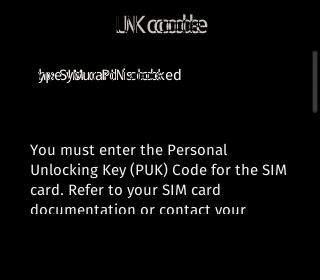 You must enter the Personal
Unlocking Key (PUK) Code for the SIM
card. Refer to your SIM card
documentation or contact your